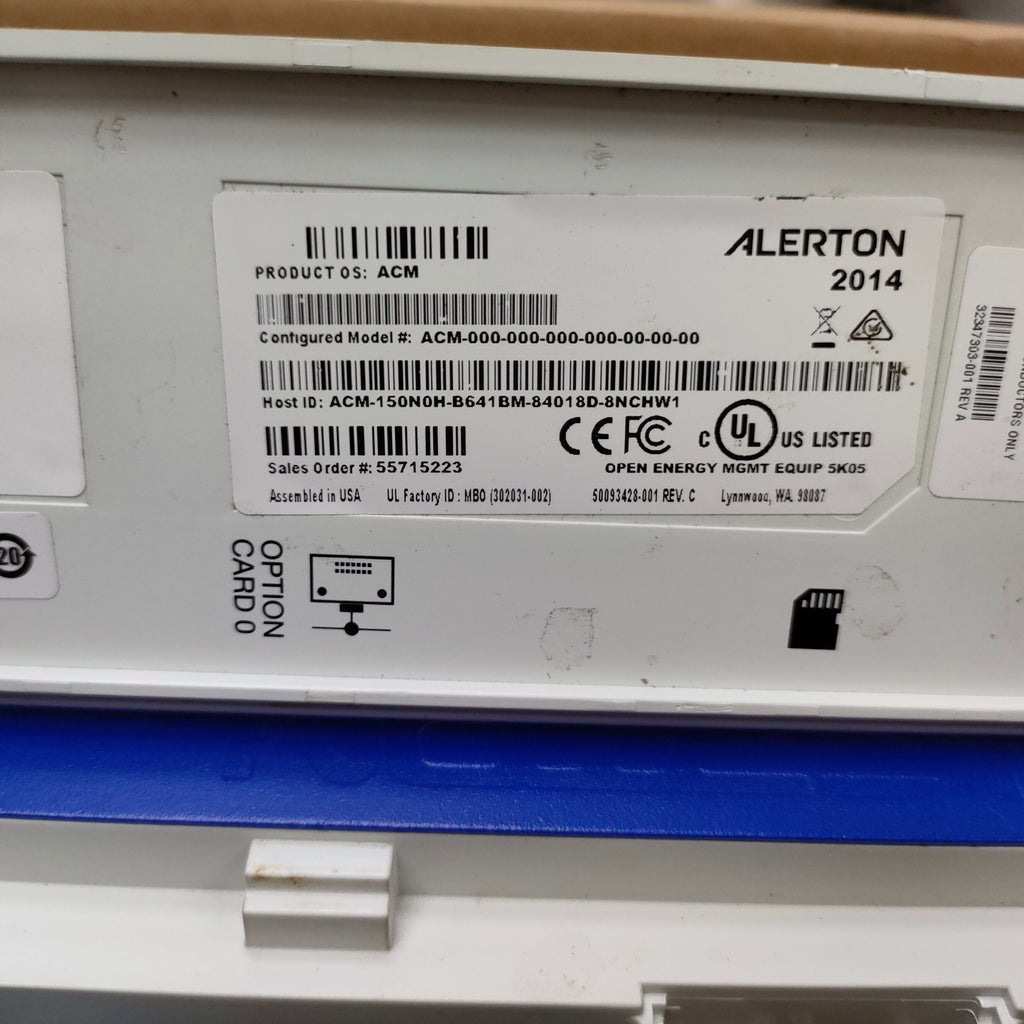 ALERTON
2014
PRODUCT OS: ACM
Configured Model #: ACM-000-000-000-000-00-00-00
Host ID: ACM-150N0H-B641BM-84018D-8NCHW1
Sales Order #: 55715223
CE FC C UL US LISTED
OPEN ENERGY MGMT EQUIP 5K05
Assembled in USA UL Factory ID : MBO (302031-002) 50093428-001 REV. C Lynnwood, WA. 98087
32347303-001 REV A
ONLY
20
OPTION
CARD 0